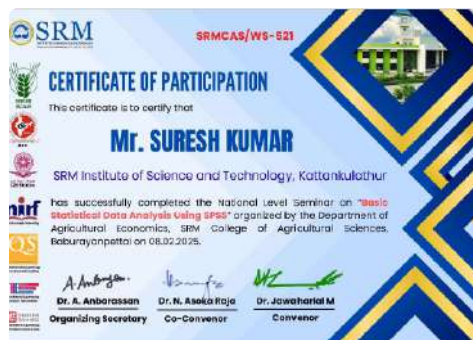 SRM
SRMCAS/WS-521
CERTIFICATE OF PARTICIPATION
This certificate is to certify that
Mr. SURESH KUMAR
SRM Institute of Science and Technology, Kattankulathur
has successfully completed the National Level Seminar on "Basic
Statistical Data Analysis Using SPSS" organized by the Department of
Agricultural Economics, SRM College of Agricultural Sciences,
Baburayanpettai on 08.02.2025.
nirf
QS
Dr. A. Anbarassan
Organizing Secretary
Dr. N. Asoka Raja
Co-Convenor
Dr. Jawaharlal M
Convenor